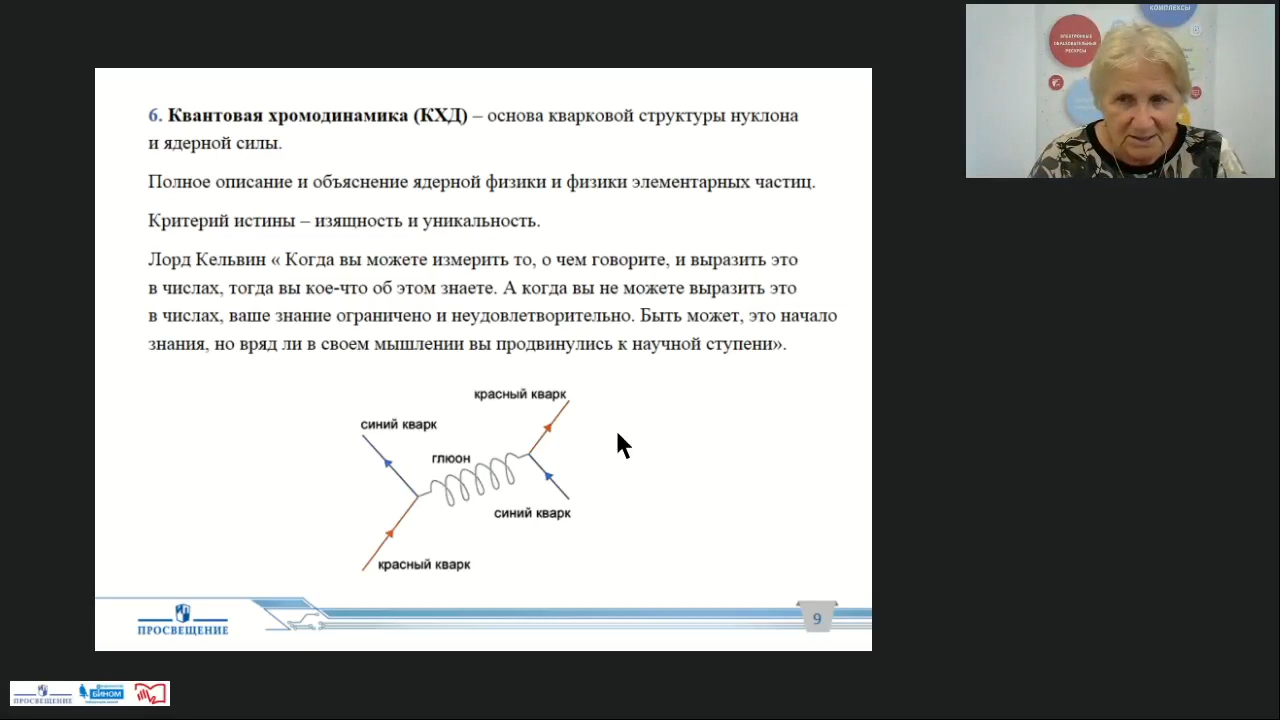 КОМПЛЕКСЫ
ЭЛЕКТРОННЫЕ
ОБРАЗОВАТЕЛЬНЫЕ
РЕСУРСЫ
6. Квантовая хромодинамика (КХД) – основа кварковой структуры нуклона
и ядерной силы.
Полное описание и объяснение ядерной физики и физики элементарных частиц.
Критерий истины – изящность и уникальность.
Лорд Кельвин « Когда вы можете измерить то, о чем говорите, и выразить это
в числах, тогда вы кое-что об этом знаете. А когда вы не можете выразить это
в числах, ваше знание ограничено и неудовлетворительно. Быть может, это начало
знания, но вряд ли в своем мышлении вы продвинулись к научной ступени».
красный кварк
синий кварк
глюон
синий кварк
красный кварк
ПРОСВЕЩЕНИЕ
9
ПРОСВЕЩЕНИЕ
БИНОМ